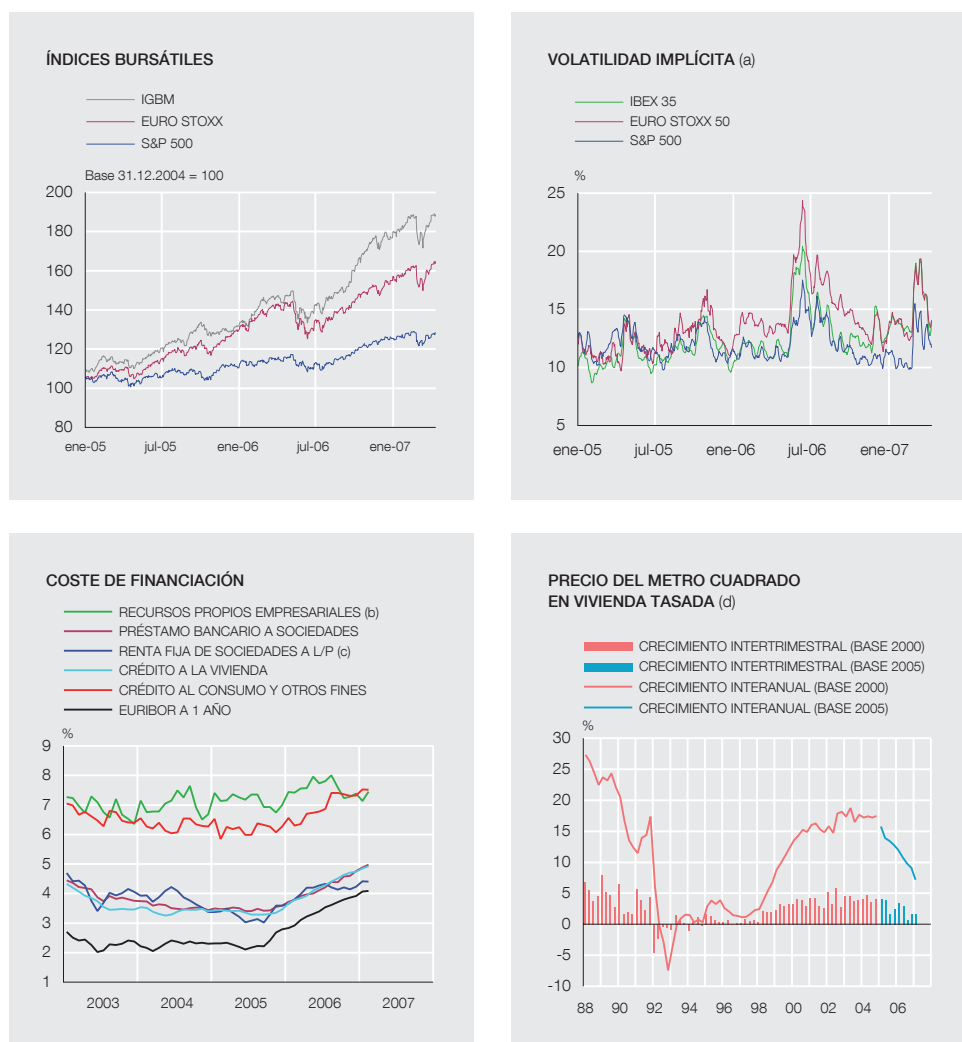 ÍNDICES BURSÁTILES
IGBM
EURO STOXX
S&P 500
Base 31.12.2004 = 100
200
180
160
140
120
100
80
ene-05 jul-05 ene-06 jul-06 ene-07
VOLATILIDAD IMPLÍCITA (a)
IBEX 35
EURO STOXX 50
S&P 500
%
25
20
15
10
5
ene-05 jul-05 ene-06 jul-06 ene-07
COSTE DE FINANCIACIÓN
RECURSOS PROPIOS EMPRESARIALES (b)
PRÉSTAMO BANCARIO A SOCIEDADES
RENTA FIJA DE SOCIEDADES A L/P (c)
CRÉDITO A LA VIVIENDA
CRÉDITO AL CONSUMO Y OTROS FINES
EURIBOR A 1 AÑO
%
9
8
7
6
5
4
3
2
1
2003 2004 2005 2006 2007
PRECIO DEL METRO CUADRADO
EN VIVIENDA TASADA (d)
CRECIMIENTO INTERTRIMESTRAL (BASE 2000)
CRECIMIENTO INTERTRIMESTRAL (BASE 2005)
CRECIMIENTO INTERANUAL (BASE 2000)
CRECIMIENTO INTERANUAL (BASE 2005)
%
30
25
20
15
10
5
0
-5
-10
88 90 92 94 96 98 00 02 04 06